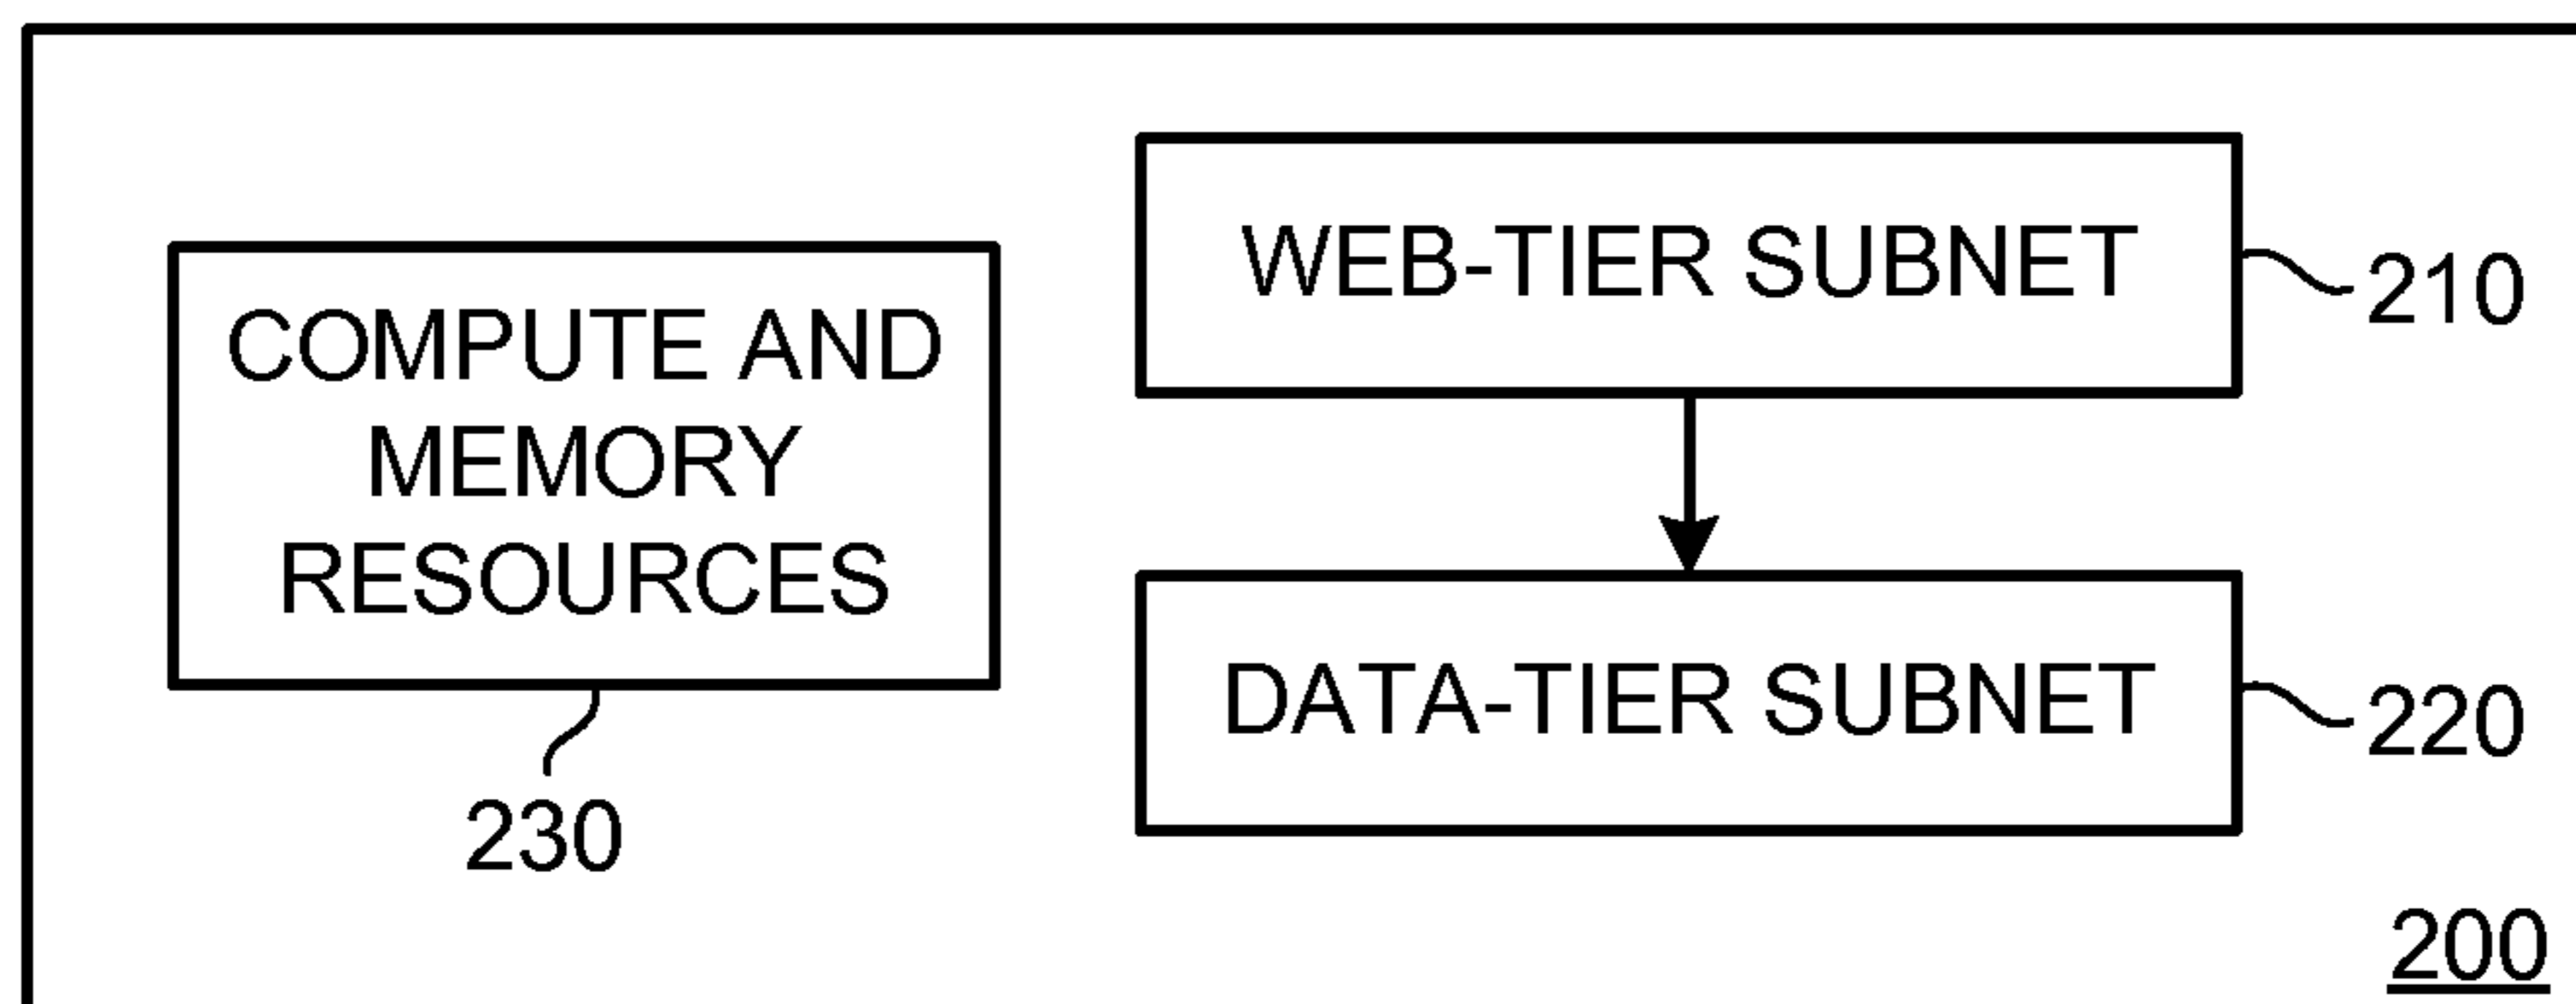 COMPUTE AND
MEMORY
RESOURCES
230
WEB-TIER SUBNET
210
DATA-TIER SUBNET
220
200